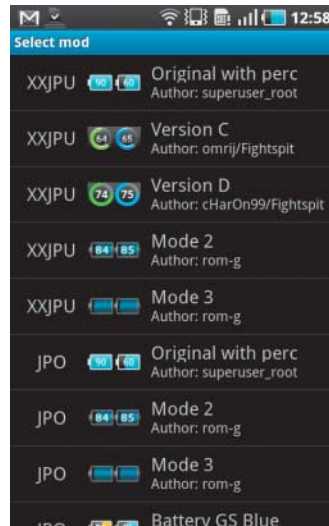 12:58
Select mod
XXJPU 90 60 Original with perc
Author: superuser_root
XXJPU 64 65 Version C
Author: omrij/Fightspit
XXJPU 74 75 Version D
Author: cHarOn99/Fightspit
XXJPU 84 85 Mode 2
Author: rom-g
XXJPU Mode 3
Author: rom-g
JPO 90 60 Original with perc
Author: superuser_root
JPO 84 85 Mode 2
Author: rom-g
JPO Mode 3
Author: rom-g
JPO Battery GS Blue